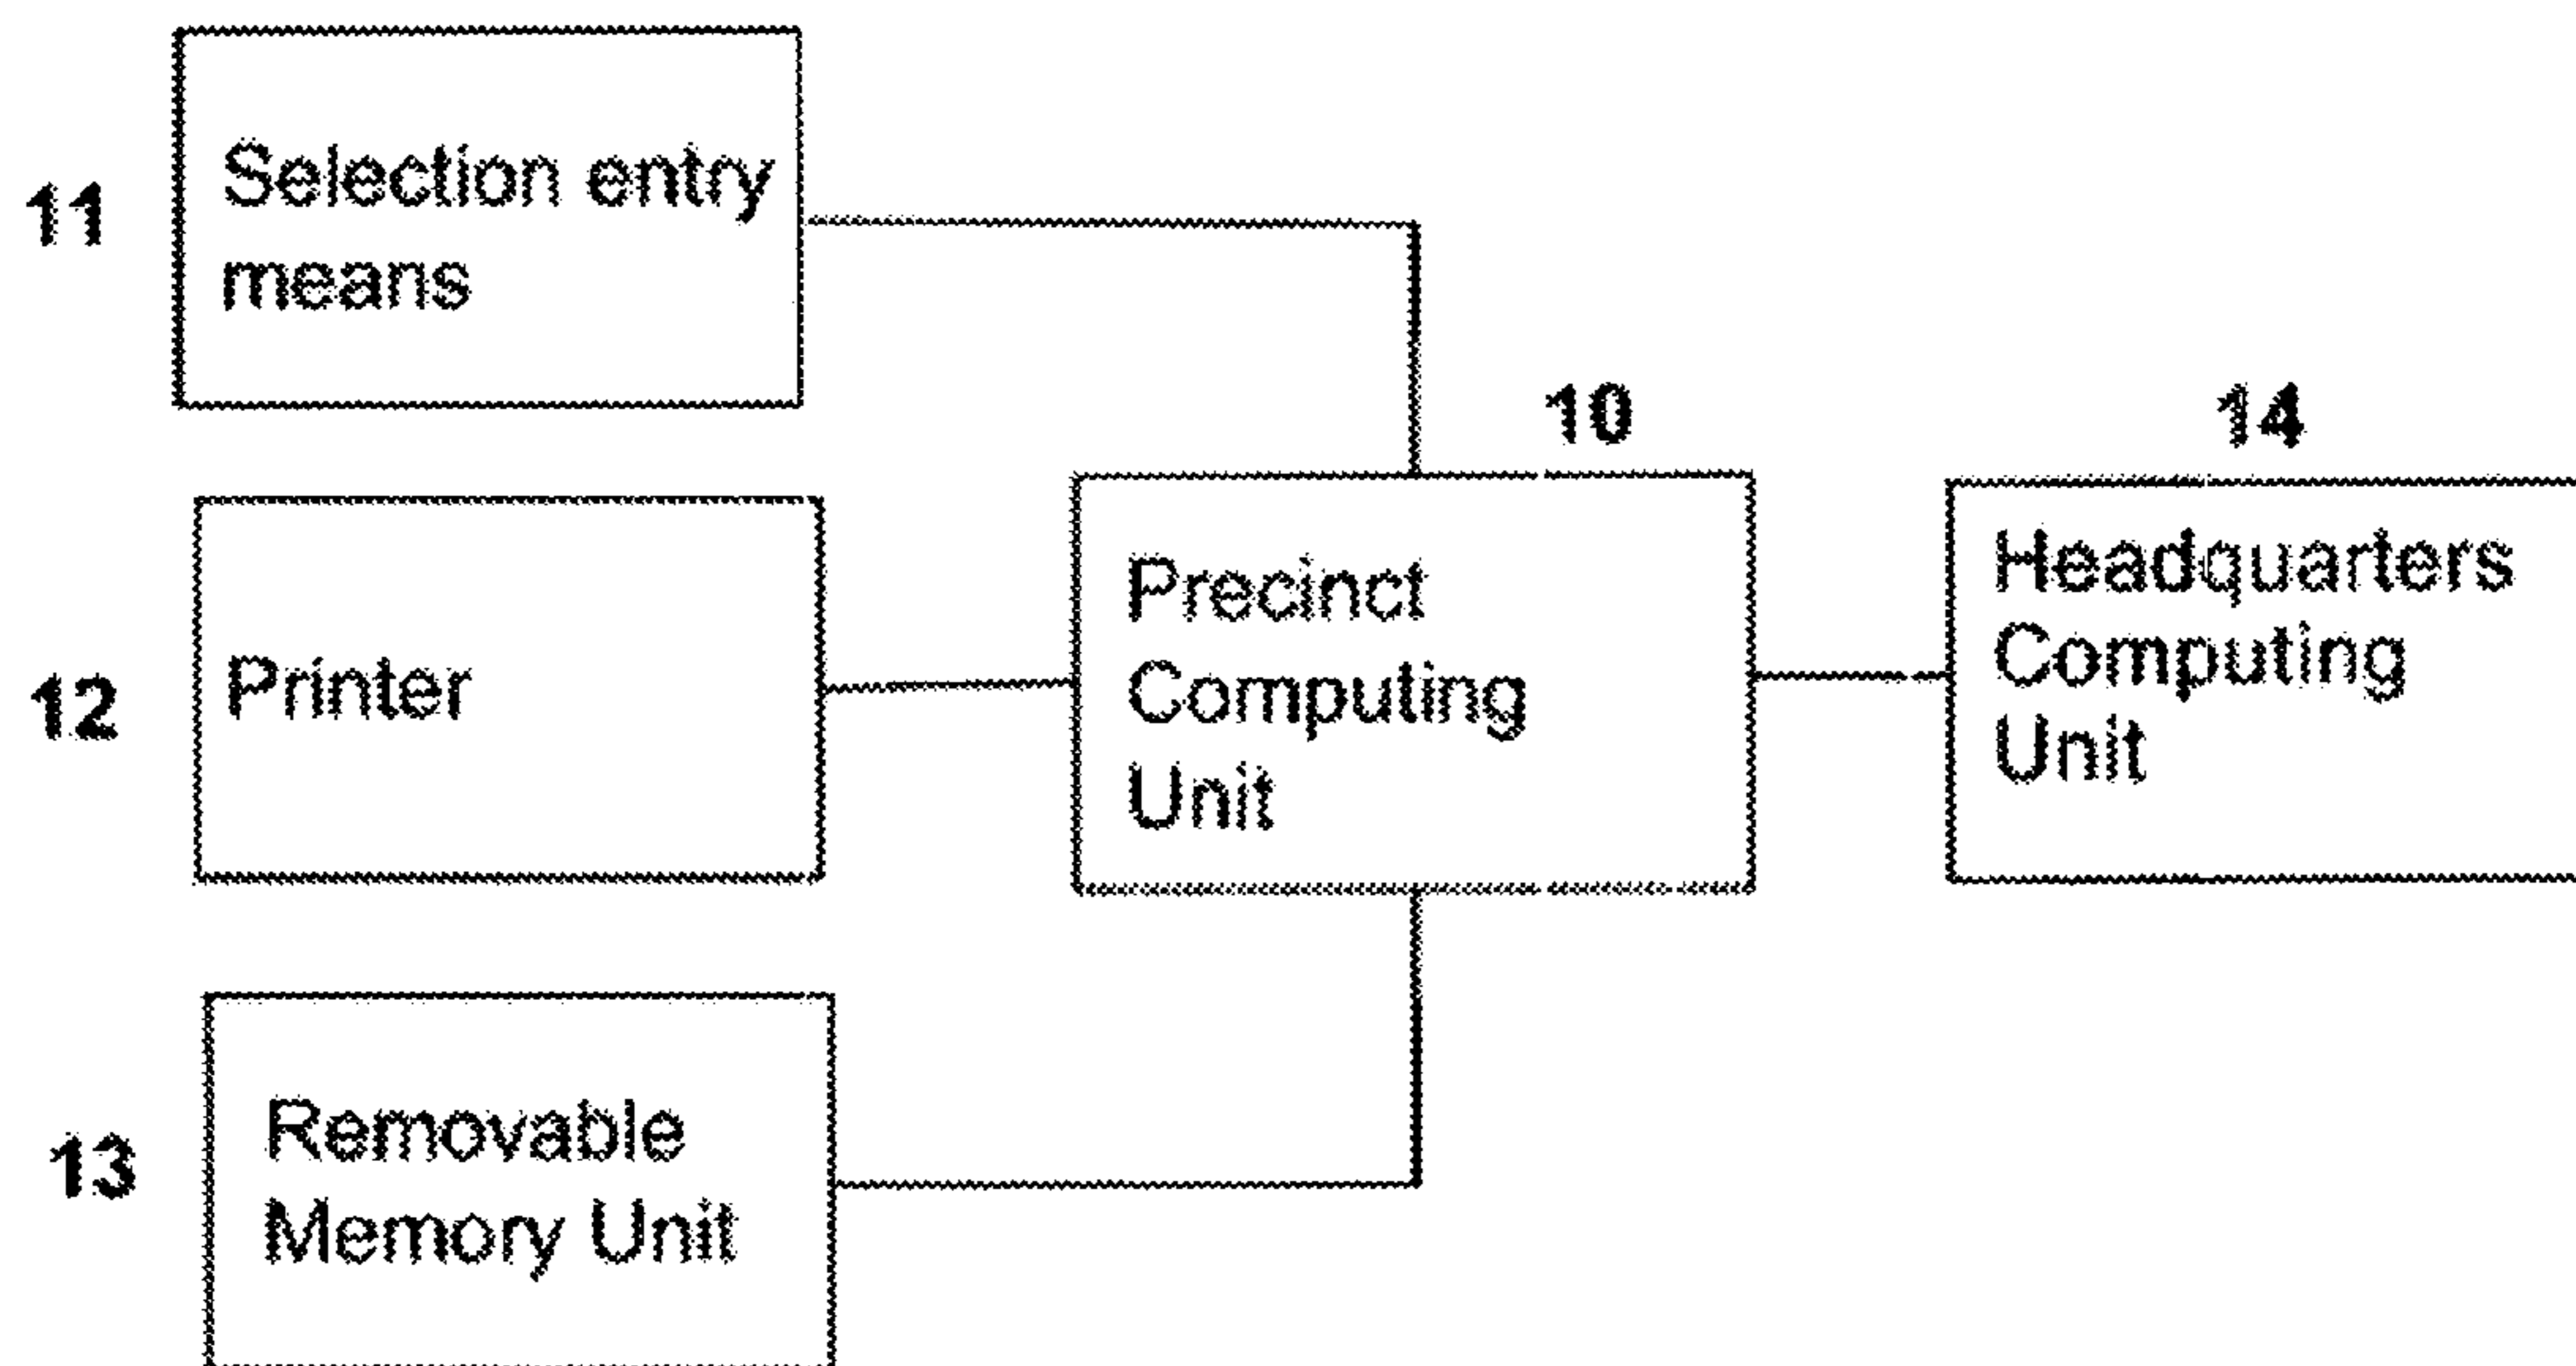 11
Selection entry
means
10
14
12
Printer
Precinct
Computing
Unit
Headquarters
Computing
Unit
13
Removable
Memory Unit